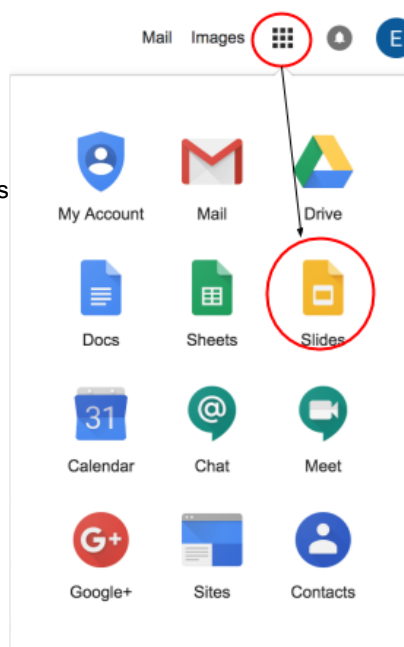 Mail Images E
s
My Account Mail Drive
Docs Sheets Slides
31
@
Calendar Chat Meet
G+
Google+ Sites Contacts